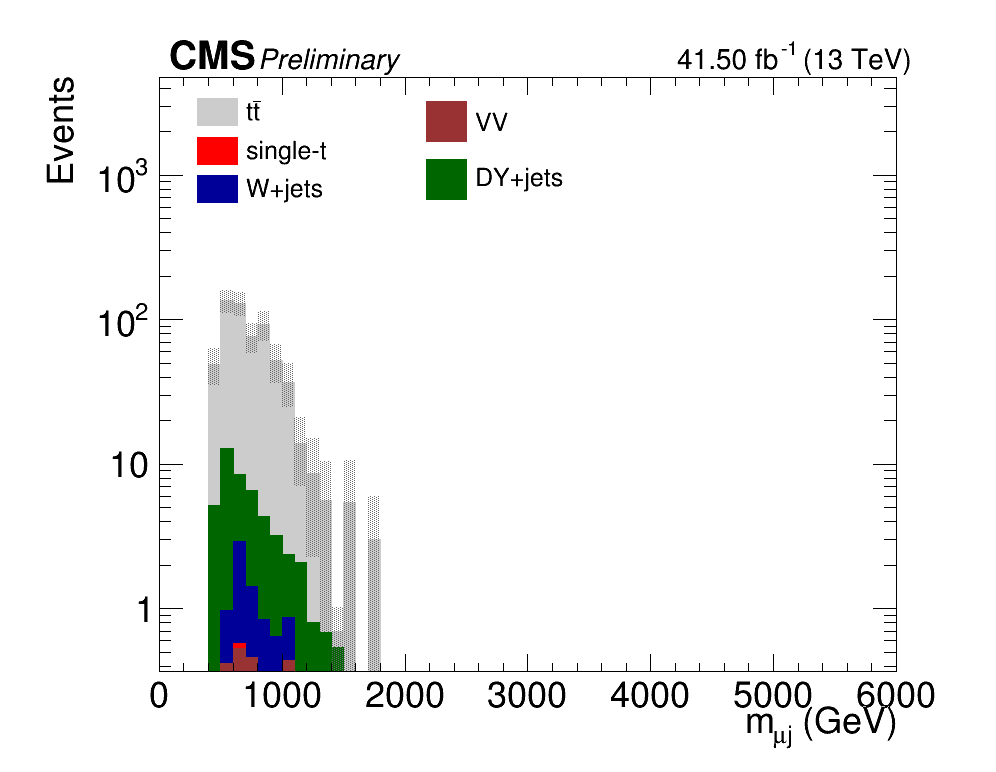 CMS Preliminary 41.50 fb⁻¹ (13 TeV)
Events
tt̄
single-t
W+jets
VV
DY+jets
10³
10²
10
1
0 1000 2000 3000 4000 5000 6000
m_μj (GeV)